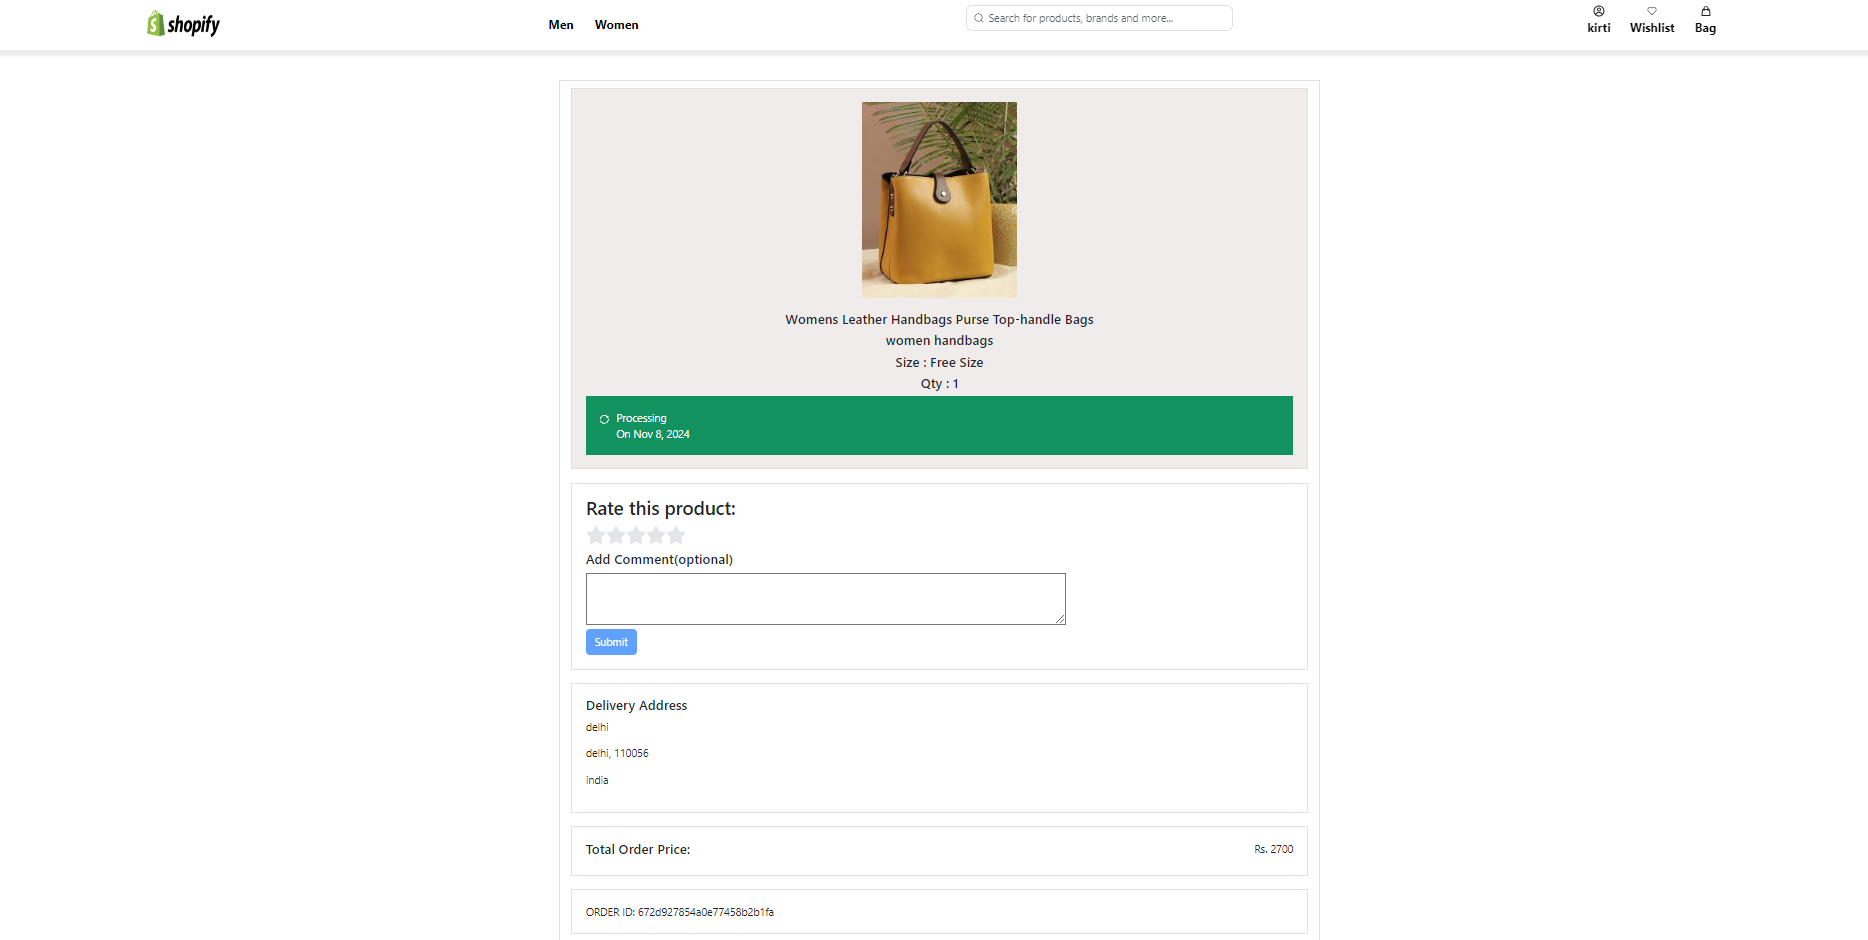 shopify
Men
Women
Search for products, brands and more...
kirti
Wishlist
Bag
Womens Leather Handbags Purse Top-handle Bags
women handbags
Size : Free Size
Qty : 1
Processing
On Nov 8, 2024
Rate this product:
Add Comment(optional)
Submit
Delivery Address
delhi
delhi, 110056
india
Total Order Price:
Rs. 2700
ORDER ID: 672d927854a0e77458b2b1fa